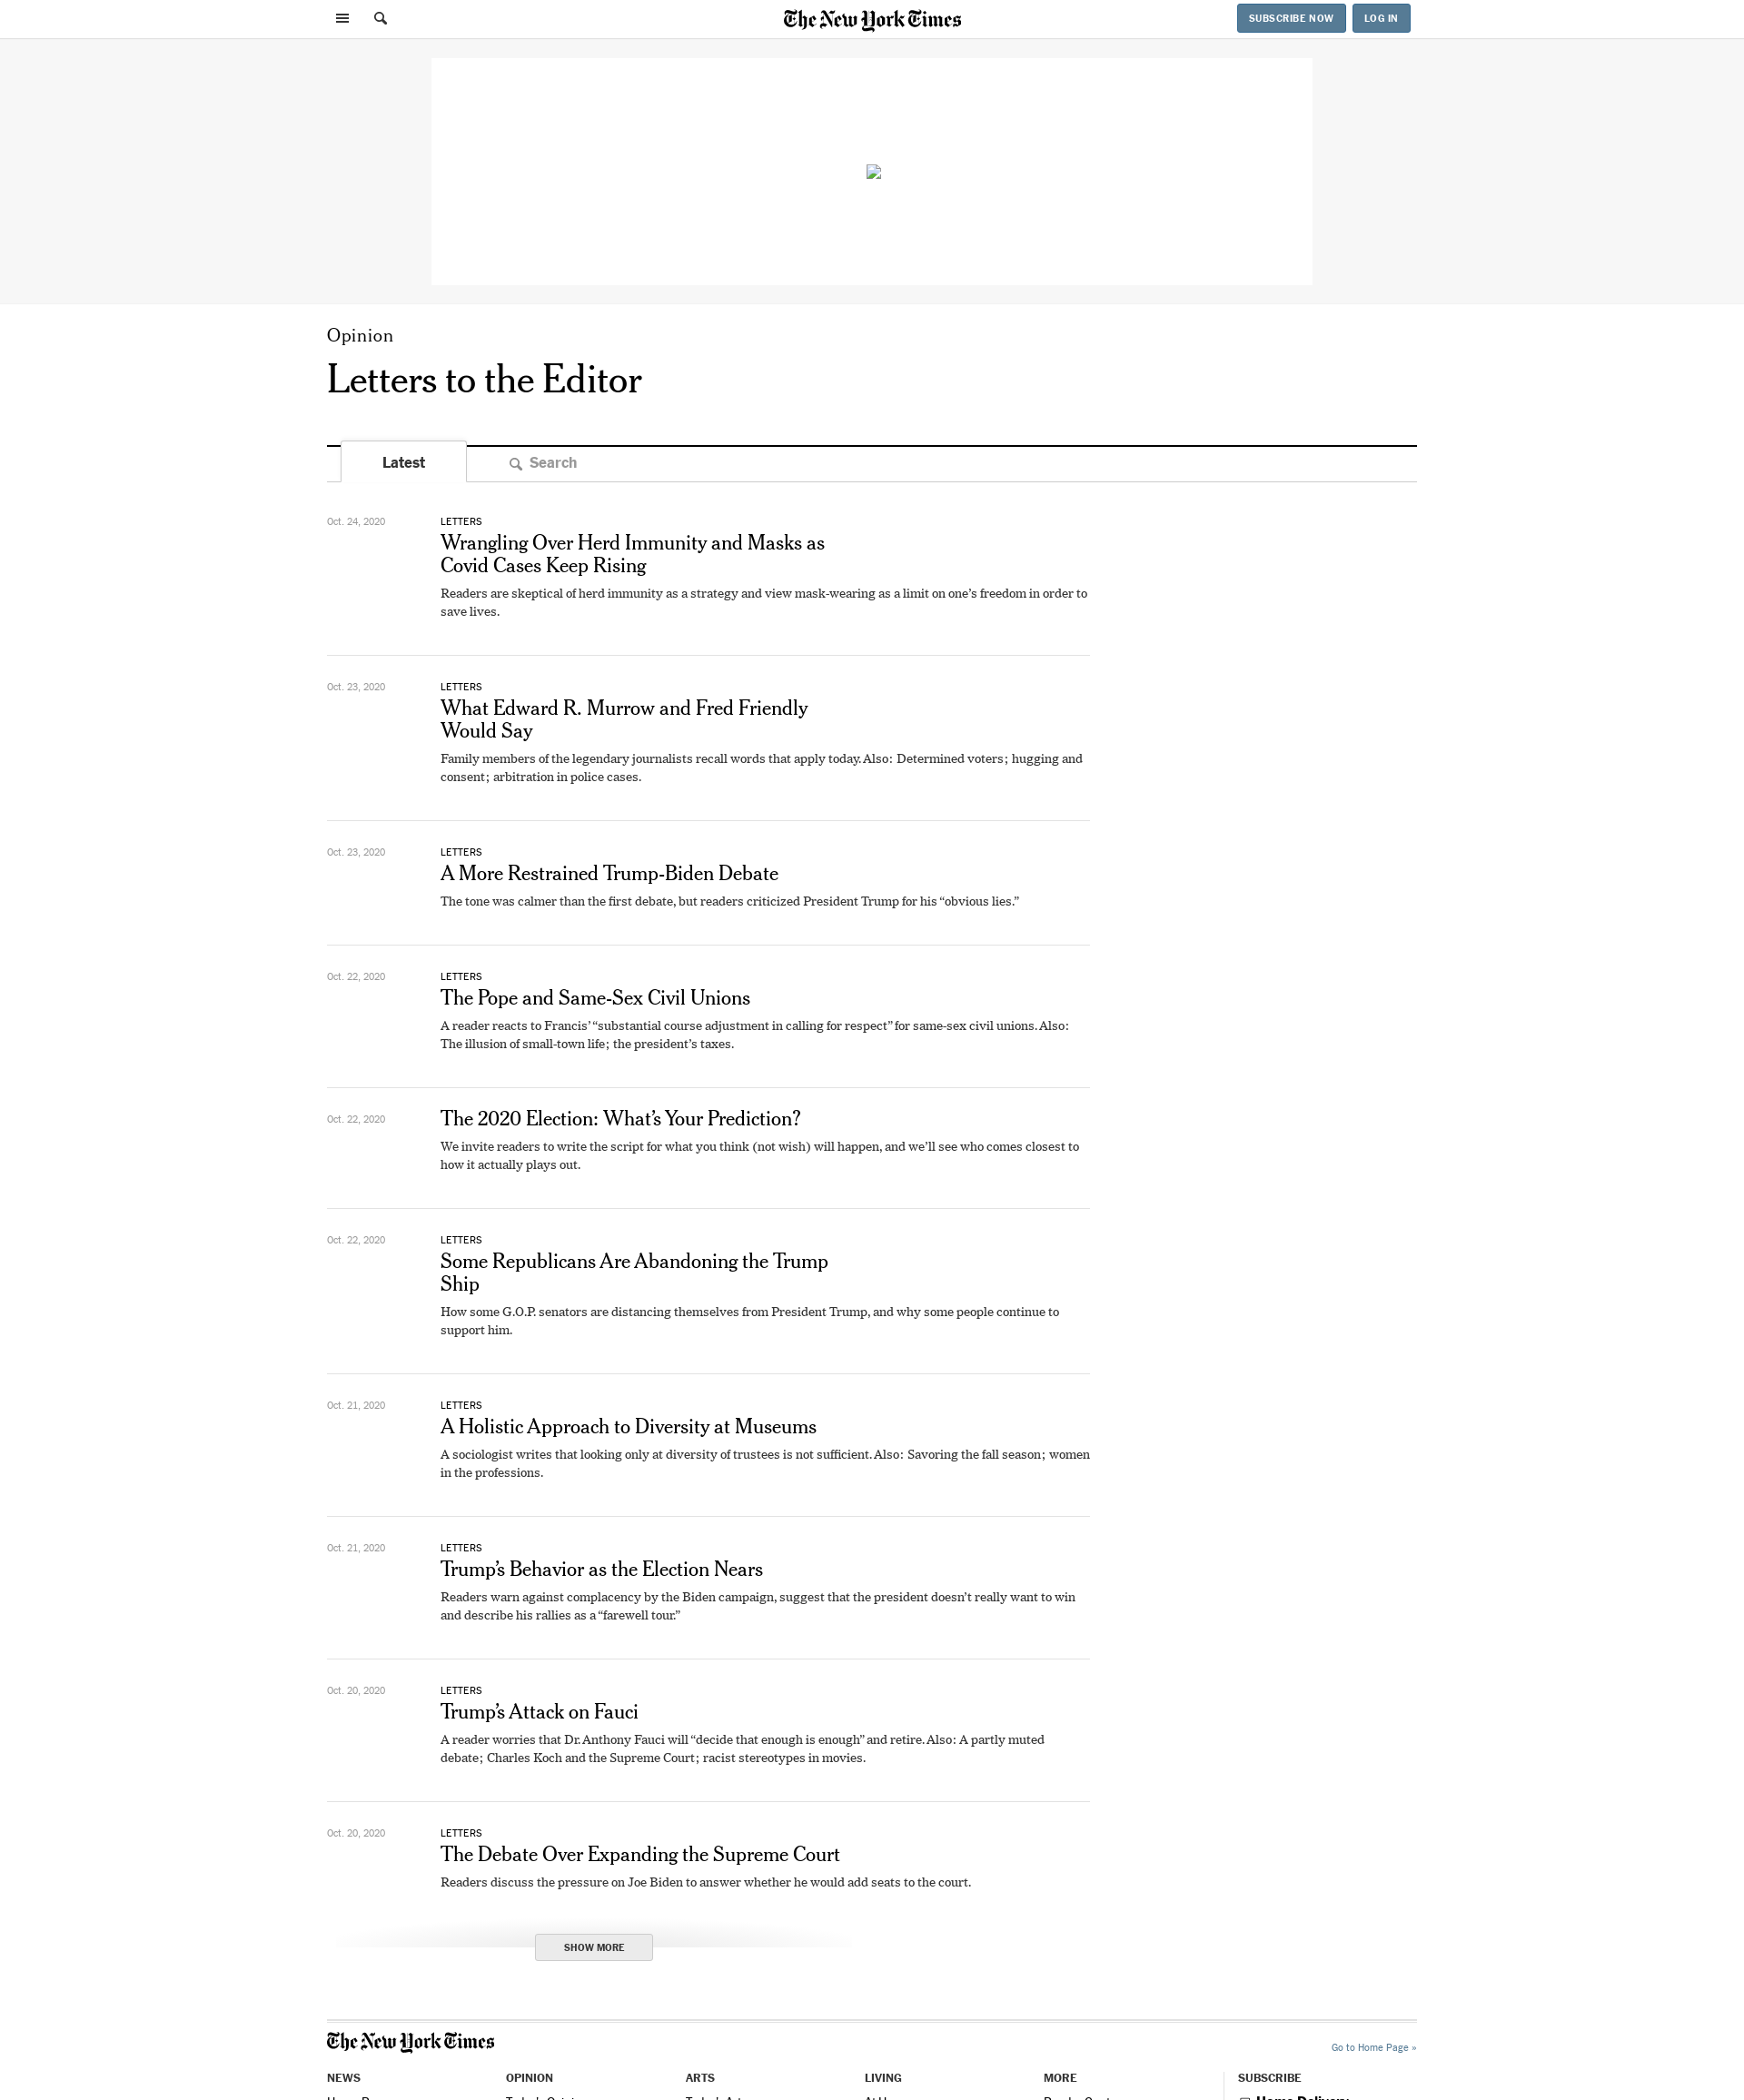 The New York Times
SUBSCRIBE NOW
LOG IN
Opinion
Letters to the Editor
Latest
Search
Oct. 24, 2020
LETTERS
Wrangling Over Herd Immunity and Masks as
Covid Cases Keep Rising
Readers are skeptical of herd immunity as a strategy and view mask-wearing as a limit on one’s freedom in order to
save lives.
Oct. 23, 2020
LETTERS
What Edward R. Murrow and Fred Friendly
Would Say
Family members of the legendary journalists recall words that apply today. Also: Determined voters; hugging and
consent; arbitration in police cases.
Oct. 23, 2020
LETTERS
A More Restrained Trump-Biden Debate
The tone was calmer than the first debate, but readers criticized President Trump for his “obvious lies.”
Oct. 22, 2020
LETTERS
The Pope and Same-Sex Civil Unions
A reader reacts to Francis’ “substantial course adjustment in calling for respect” for same-sex civil unions. Also:
The illusion of small-town life; the president’s taxes.
Oct. 22, 2020
The 2020 Election: What’s Your Prediction?
We invite readers to write the script for what you think (not wish) will happen, and we’ll see who comes closest to
how it actually plays out.
Oct. 22, 2020
LETTERS
Some Republicans Are Abandoning the Trump
Ship
How some G.O.P. senators are distancing themselves from President Trump, and why some people continue to
support him.
Oct. 21, 2020
LETTERS
A Holistic Approach to Diversity at Museums
A sociologist writes that looking only at diversity of trustees is not sufficient. Also: Savoring the fall season; women
in the professions.
Oct. 21, 2020
LETTERS
Trump’s Behavior as the Election Nears
Readers warn against complacency by the Biden campaign, suggest that the president doesn’t really want to win
and describe his rallies as a “farewell tour.”
Oct. 20, 2020
LETTERS
Trump’s Attack on Fauci
A reader worries that Dr. Anthony Fauci will “decide that enough is enough” and retire. Also: A partly muted
debate; Charles Koch and the Supreme Court; racist stereotypes in movies.
Oct. 20, 2020
LETTERS
The Debate Over Expanding the Supreme Court
Readers discuss the pressure on Joe Biden to answer whether he would add seats to the court.
SHOW MORE
The New York Times
Go to Home Page »
NEWS
OPINION
ARTS
LIVING
MORE
SUBSCRIBE